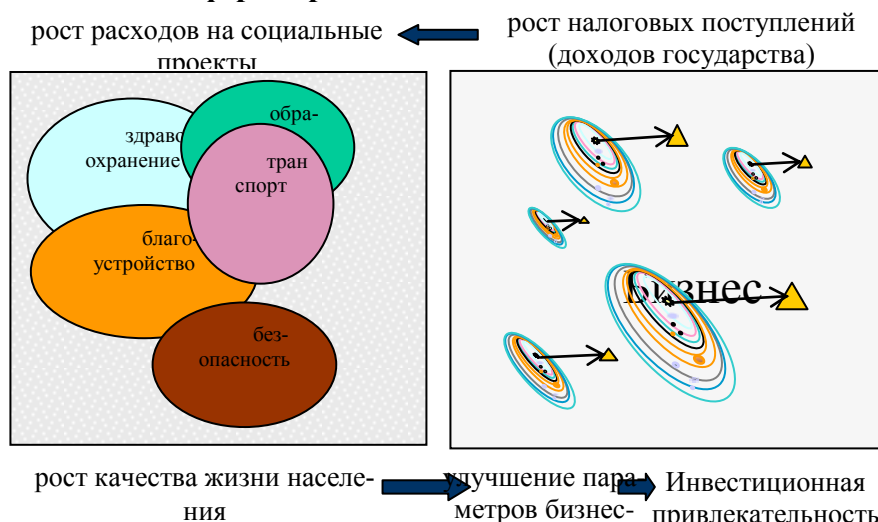 рост расходов на социальные
проекты
рост налоговых поступлений
(доходов государства)
здраво
охранение
обра-
тран
спорт
благо-
устройство
без-
опасность
Бизнес
рост качества жизни населе-
ния
улучшение пара-
метров бизнес-
Инвестиционная
привлекательность